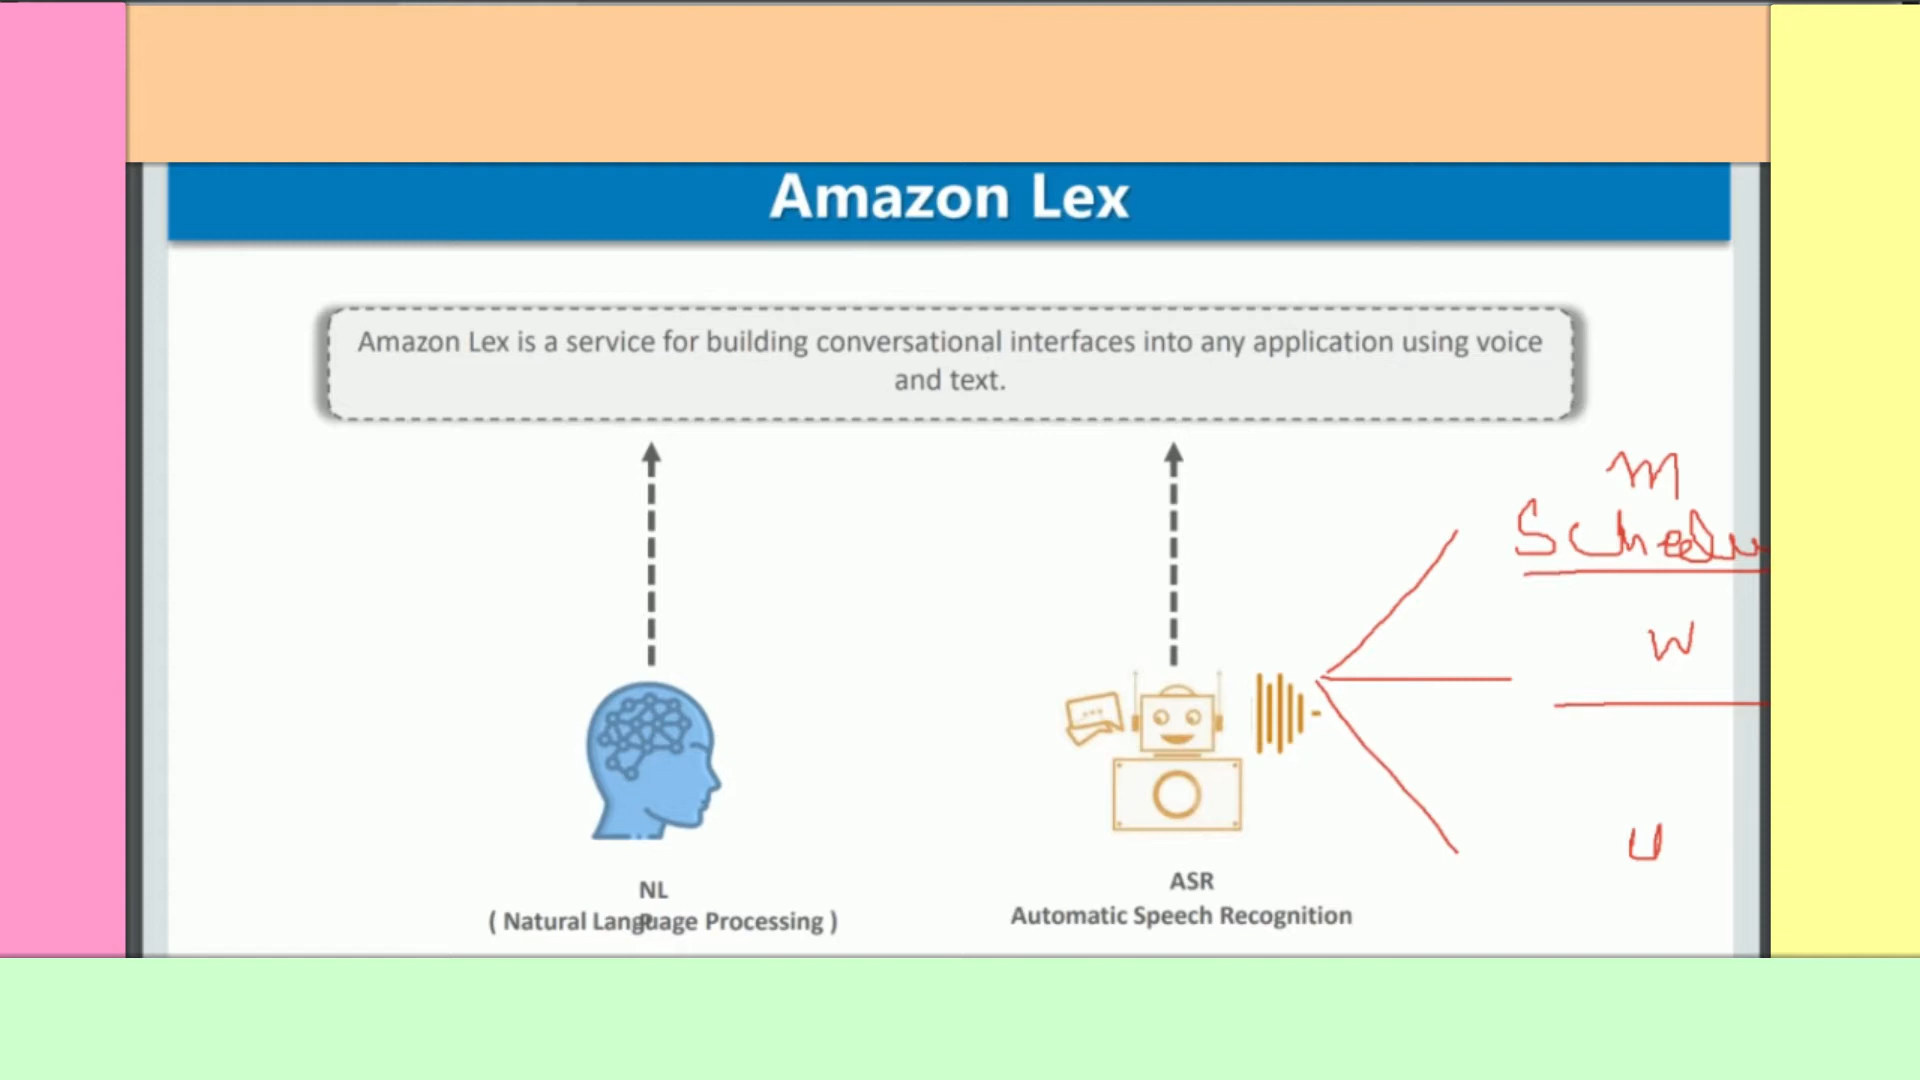 Amazon Lex
Amazon Lex is a service for building conversational interfaces into any application using voice
and text.
m
W
U
NL
P
( Natural Language Processing )
ASR
Automatic Speech Recognition